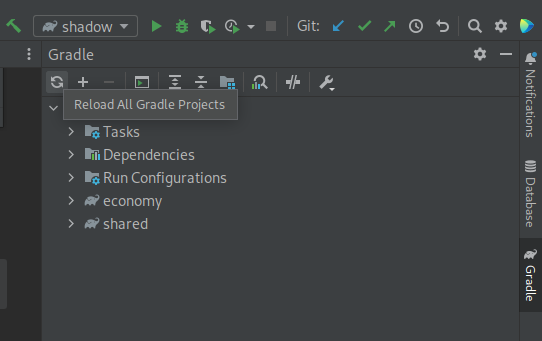 shadow
Git:
Gradle
Reload All Gradle Projects
Tasks
Dependencies
Run Configurations
economy
shared
Notifications
Database
Gradle